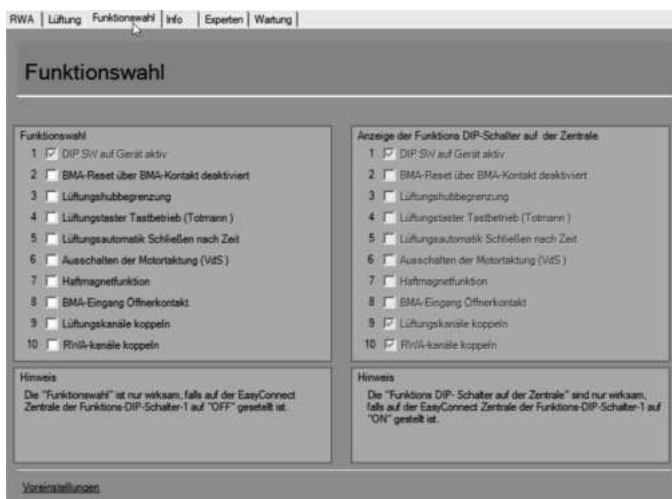 RWA Lüftung Funktionswahl Info Experten Wartung
Funktionswahl
Funktionswahl
1 DIP SW auf Gerät aktiv
2 BMA-Reset über BMA-Kontakt deaktiviert
3 Lüftungshubbegrenzung
4 Lüftungstaster Tastbetrieb (Totmann )
5 Lüftungsautomatik Schließen nach Zeit
6 Ausschalten der Motortaktung (VdS )
7 Haftmagnetfunktion
8 BMA-Eingang Öffnerkontakt
9 Lüftungskanäle koppeln
10 RWA-kanäle koppeln
Hinweis
Die "Funktionswahl" ist nur wirksam, falls auf der EasyConnect
Zentrale der Funktions-DIP-Schalter-1 auf "OFF" gesetellt ist.
Anzeige der Funktions DIP-Schalter auf der Zentrale
1 DIP SW auf Gerät aktiv
2 BMA-Reset über BMA-Kontakt deaktiviert
3 Lüftungshubbegrenzung
4 Lüftungstaster Tastbetrieb (Totmann )
5 Lüftungsautomatik Schließen nach Zeit
6 Ausschalten der Motortaktung (VdS )
7 Haftmagnetfunktion
8 BMA-Eingang Öffnerkontakt
9 Lüftungskanäle koppeln
10 RWA-kanäle koppeln
Hinweis
Die "Funktions DIP- Schalter auf der Zentrale" sind nur wirksam,
falls auf der EasyConnect Zentrale der Funktions-DIP-Schalter-1 auf
"ON" gestellt ist.
Voreinstellungen